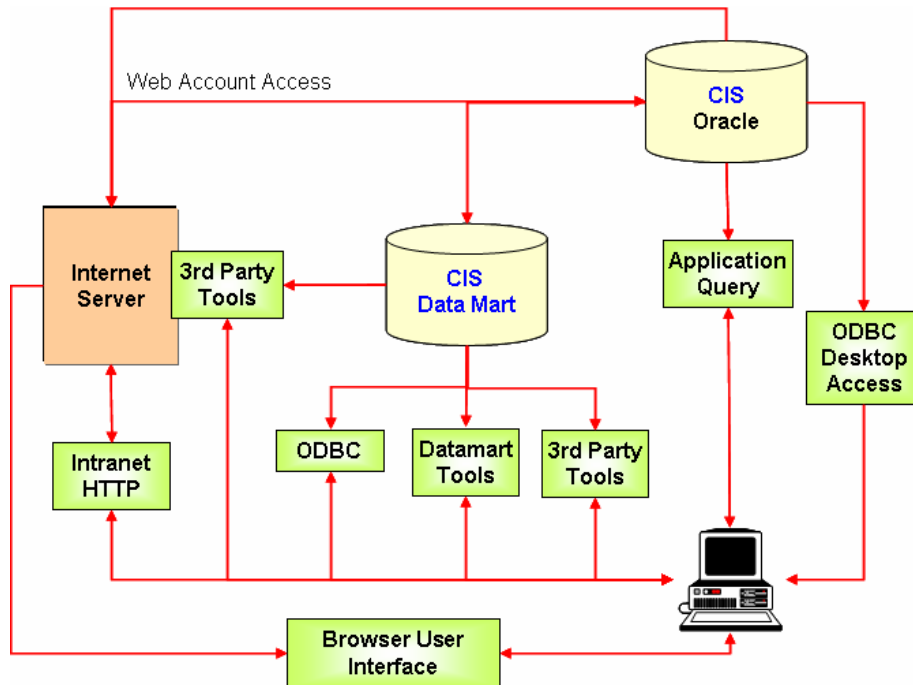 Web Account Access
CIS
Oracle
Internet
Server
3rd Party
Tools
CIS
Data Mart
Application
Query
ODBC
Desktop
Access
Intranet
HTTP
ODBC
Datamart
Tools
3rd Party
Tools
Browser User
Interface